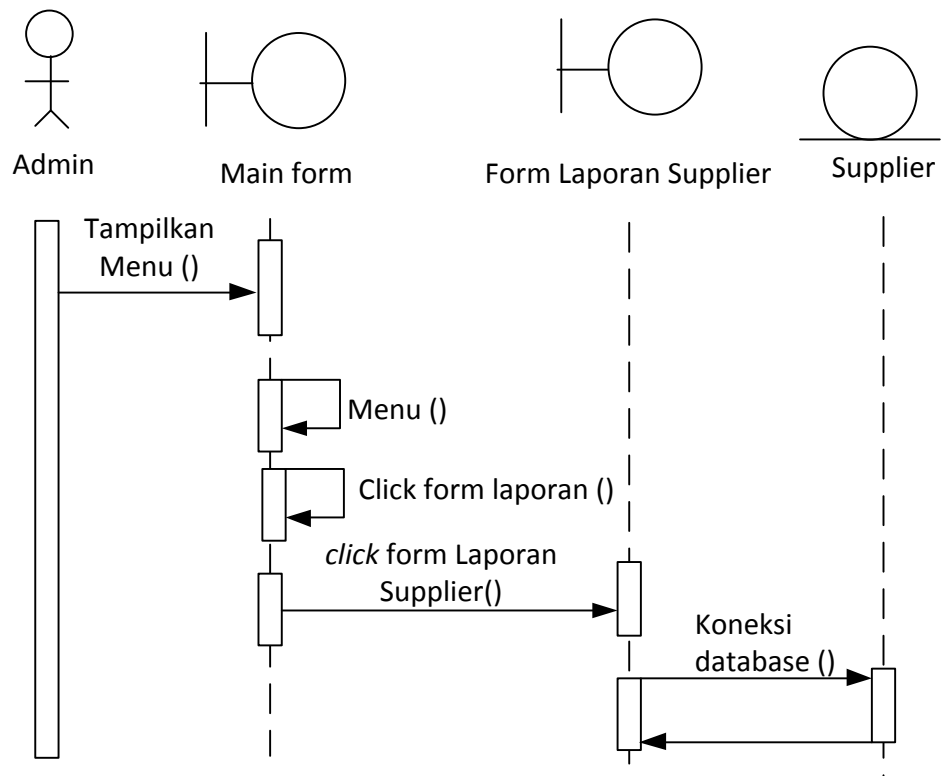 Admin
Main form
Form Laporan Supplier
Supplier
Tampilkan
Menu ()
Menu ()
Click form laporan ()
click form Laporan
Supplier()
Koneksi
database ()